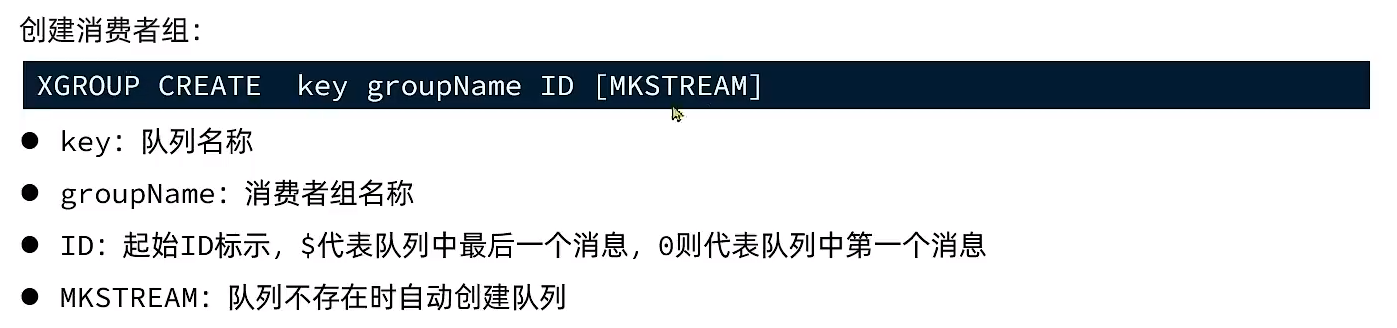 创建消费者组：
XGROUP CREATE  key groupName ID [MKSTREAM]
● key：队列名称
● groupName：消费者组名称
● ID：起始ID标示，$代表队列中最后一个消息，0则代表队列中第一个消息
● MKSTREAM：队列不存在时自动创建队列